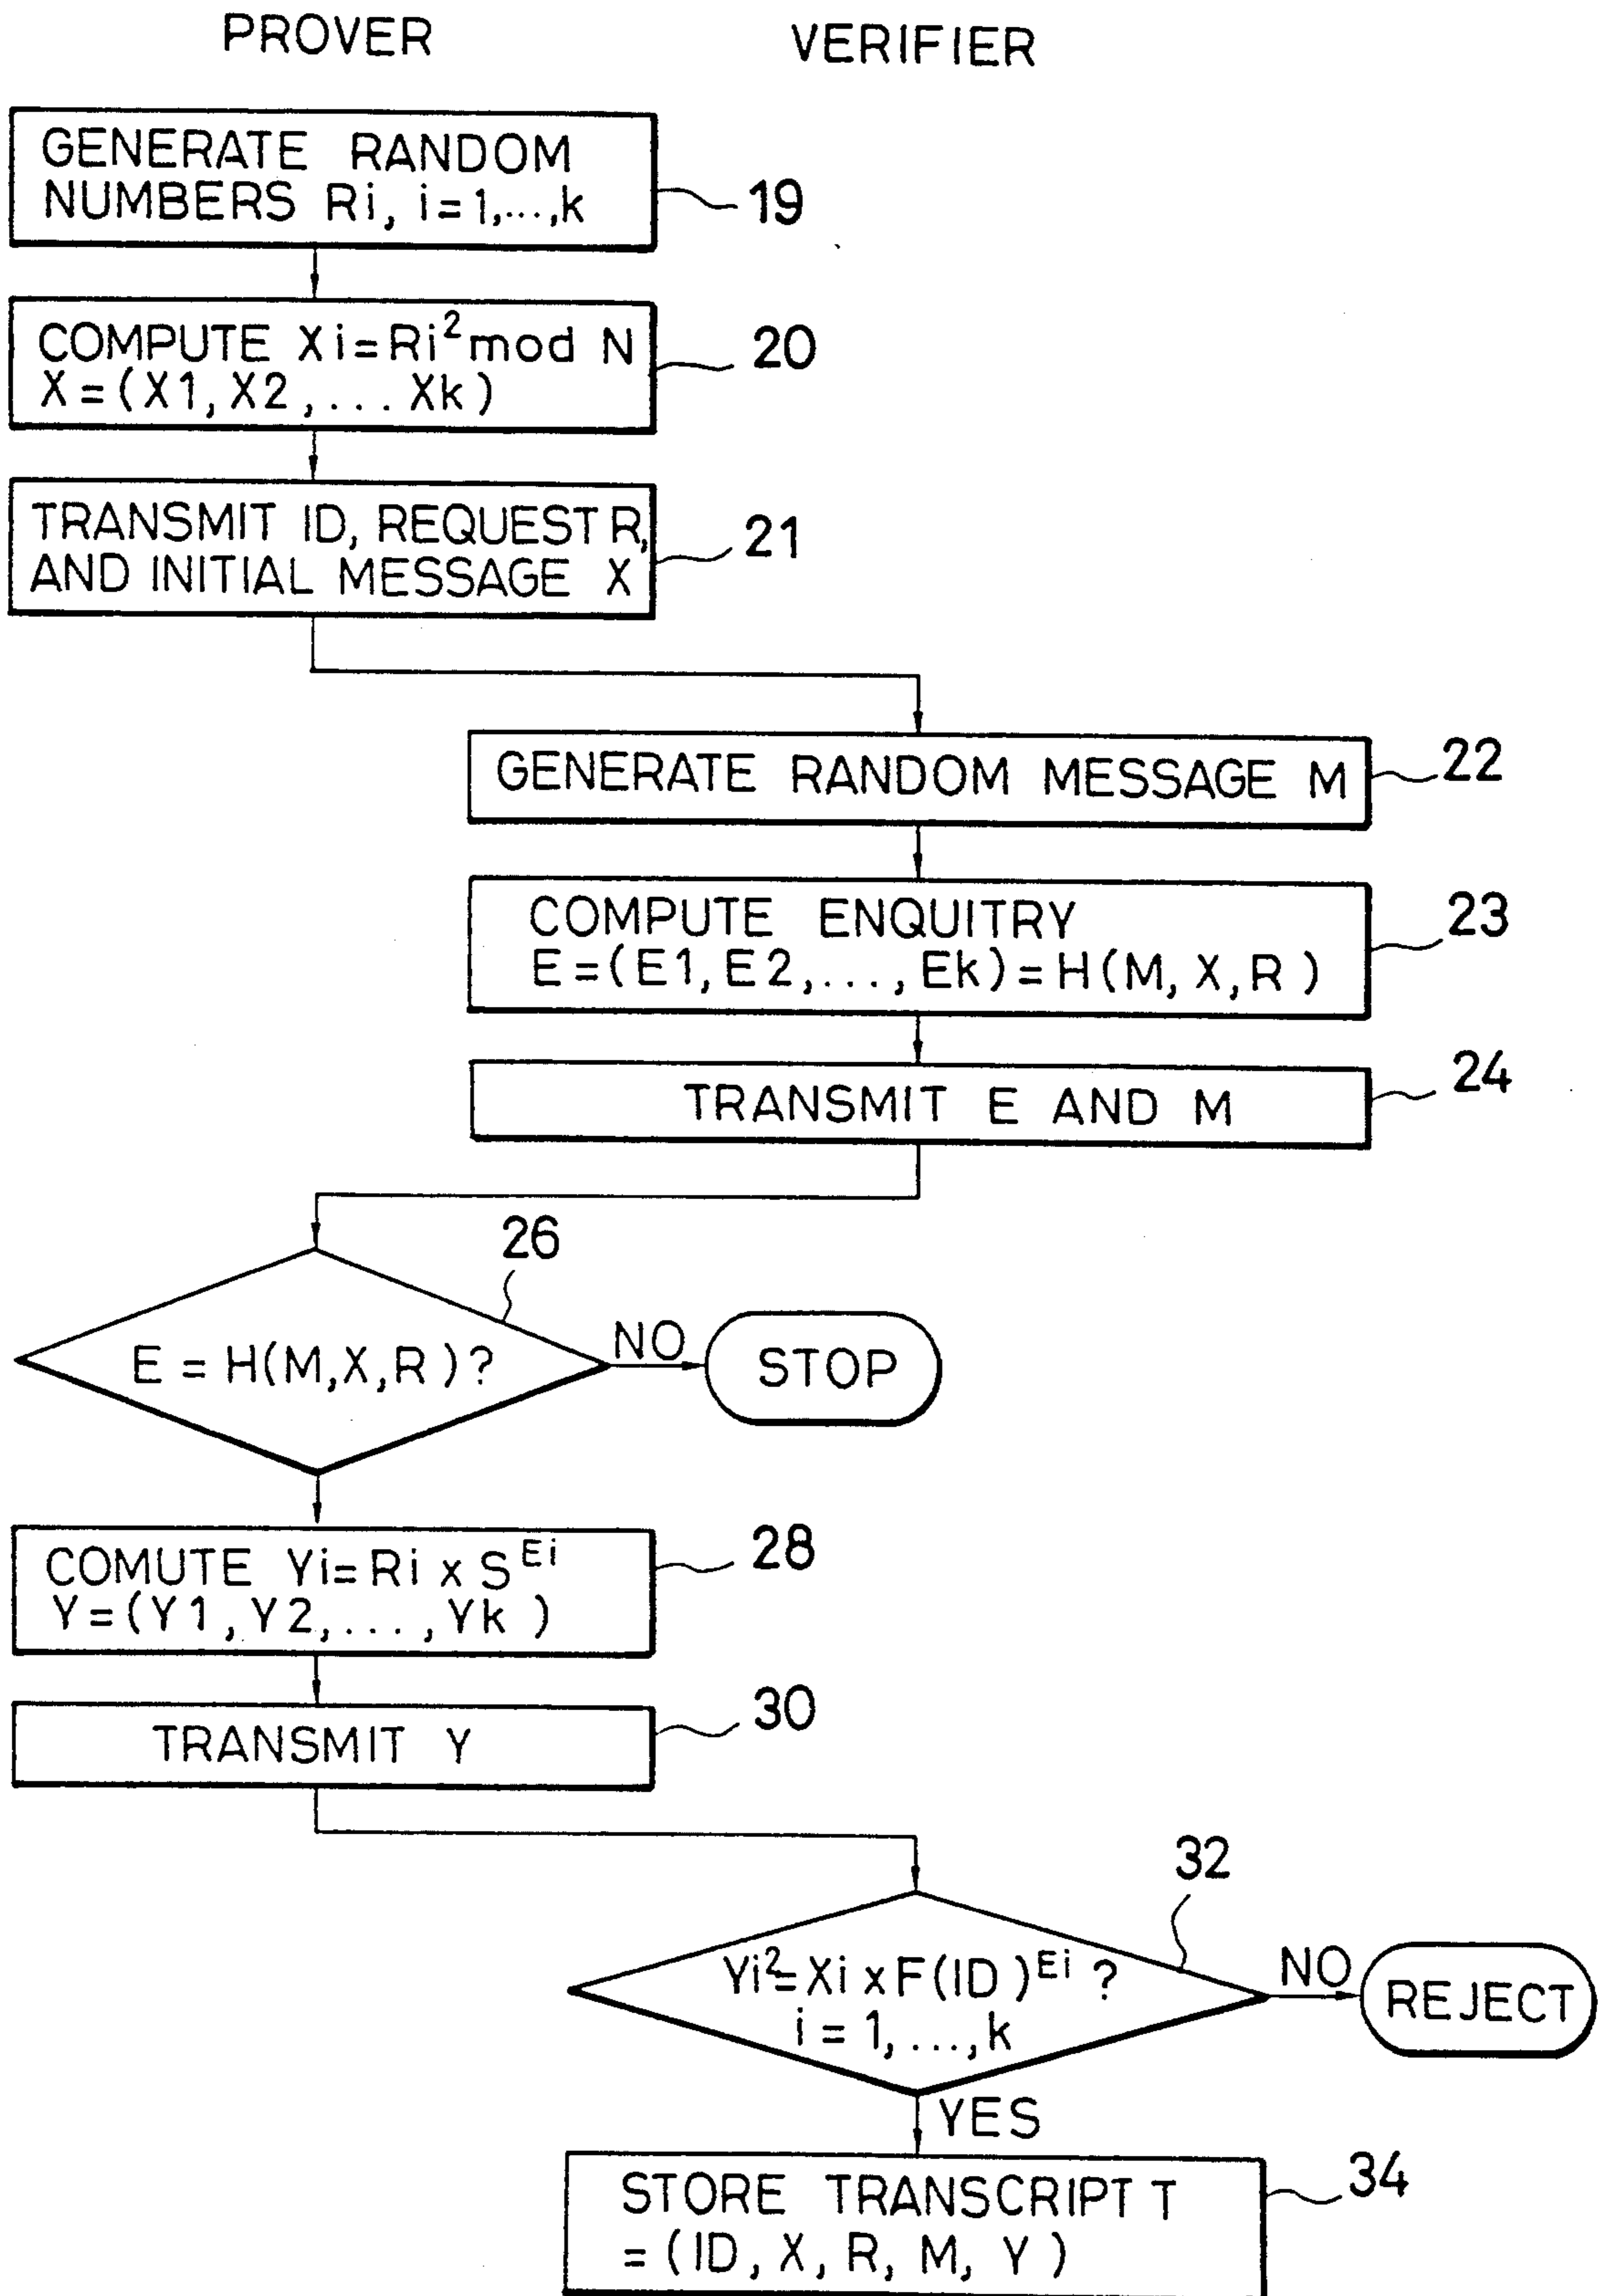 PROVER
VERIFIER
GENERATE RANDOM
NUMBERS Ri, i=1,...,k
19
COMPUTE Xi=Ri² mod N
X=(X1, X2, ... Xk)
20
TRANSMIT ID, REQUEST R,
AND INITIAL MESSAGE X
21
GENERATE RANDOM MESSAGE M
22
COMPUTE ENQUITRY
E=(E1, E2, ..., Ek)=H(M, X, R)
23
TRANSMIT E AND M
24
26
E = H(M, X, R)?
NO
STOP
COMUTE Yi=Ri x S^Ei
Y=(Y1, Y2, ..., Yk)
28
TRANSMIT Y
30
32
Yi²=Xi x F(ID)^Ei ?
i = 1, ..., k
NO
REJECT
YES
STORE TRANSCRIPT T
= (ID, X, R, M, Y)
34